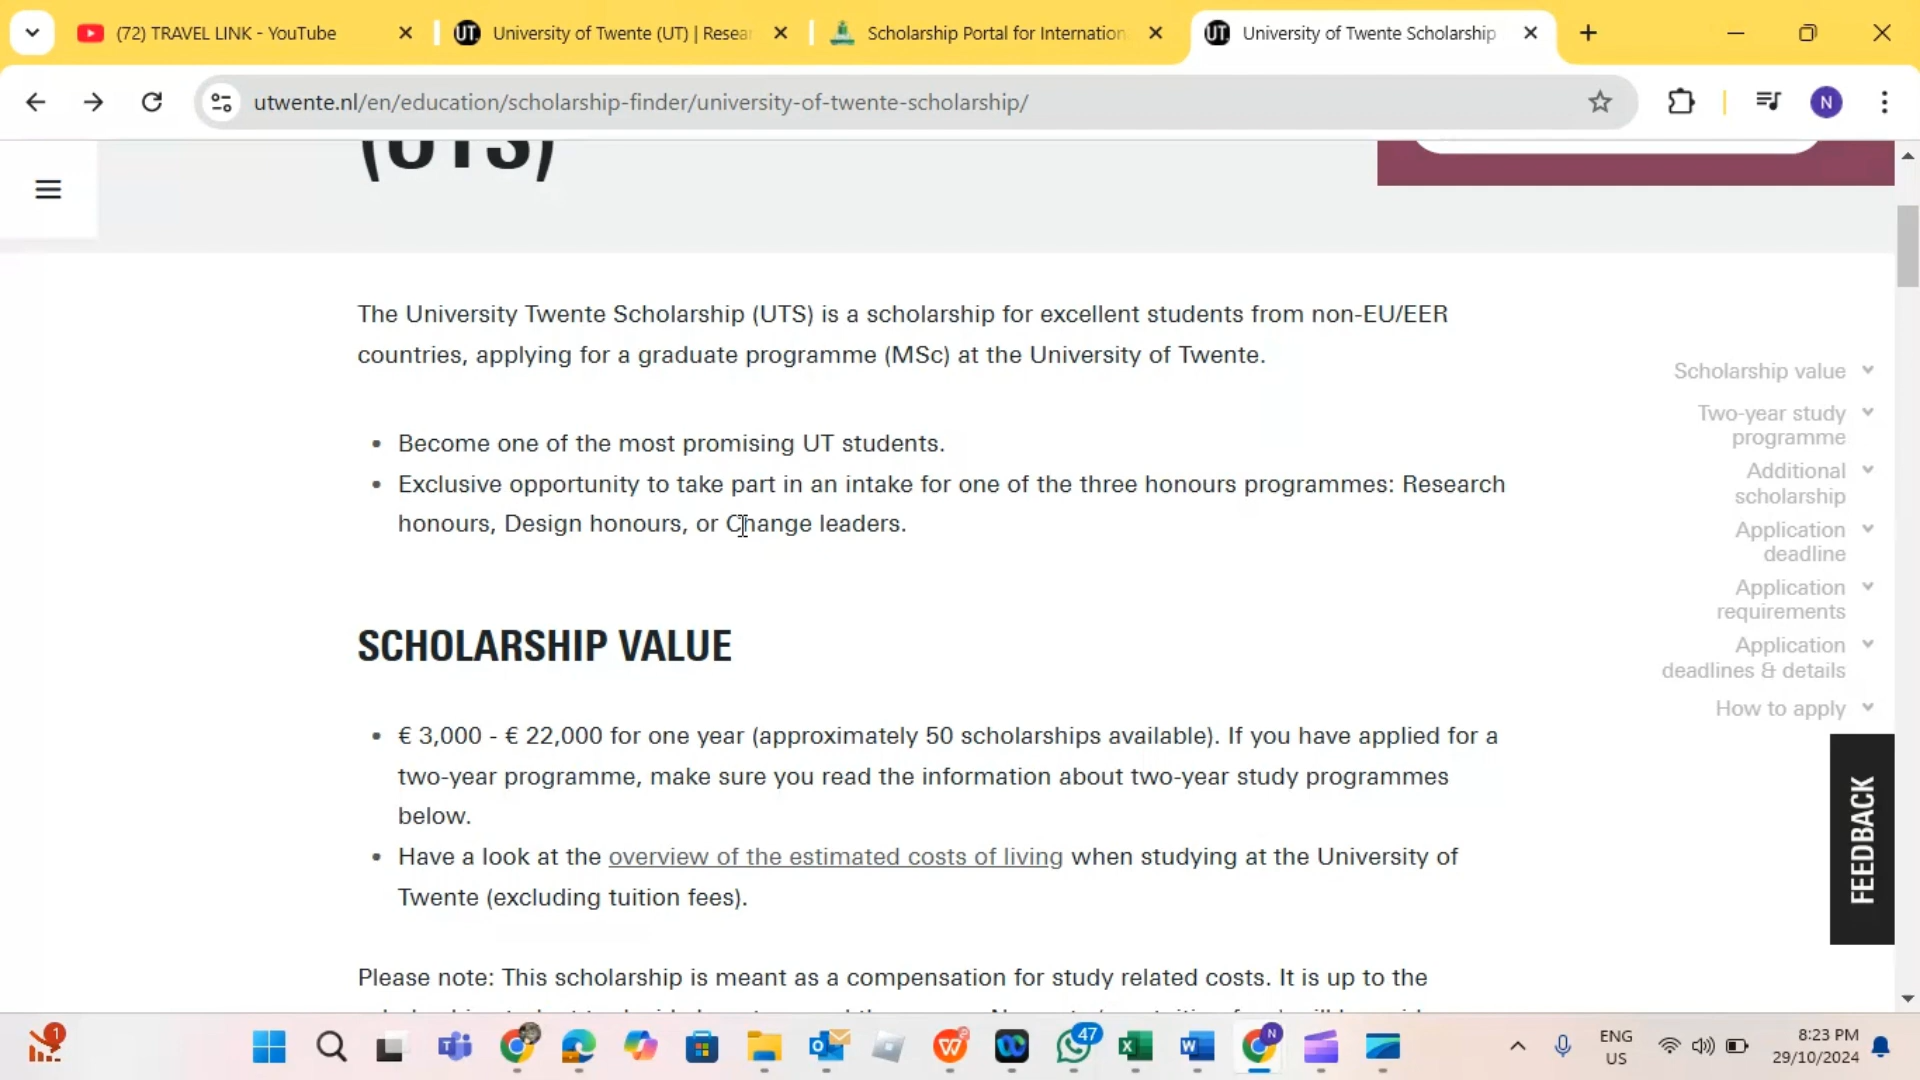 (72) TRAVEL LINK - YouTube
University of Twente (UT) | Resea
Scholarship Portal for Internation
University of Twente Scholarship
utwente.nl/en/education/scholarship-finder/university-of-twente-scholarship/
N
(UTS)
The University Twente Scholarship (UTS) is a scholarship for excellent students from non-EU/EER
countries, applying for a graduate programme (MSc) at the University of Twente.
• Become one of the most promising UT students.
• Exclusive opportunity to take part in an intake for one of the three honours programmes: Research
honours, Design honours, or Change leaders.
SCHOLARSHIP VALUE
• € 3,000 - € 22,000 for one year (approximately 50 scholarships available). If you have applied for a
two-year programme, make sure you read the information about two-year study programmes
below.
• Have a look at the overview of the estimated costs of living when studying at the University of
Twente (excluding tuition fees).
Please note: This scholarship is meant as a compensation for study related costs. It is up to the
Scholarship value
Two-year study
programme
Additional
scholarship
Application
deadline
Application
requirements
Application
deadlines & details
How to apply
FEEDBACK
1
47
ENG
US
8:23 PM
29/10/2024